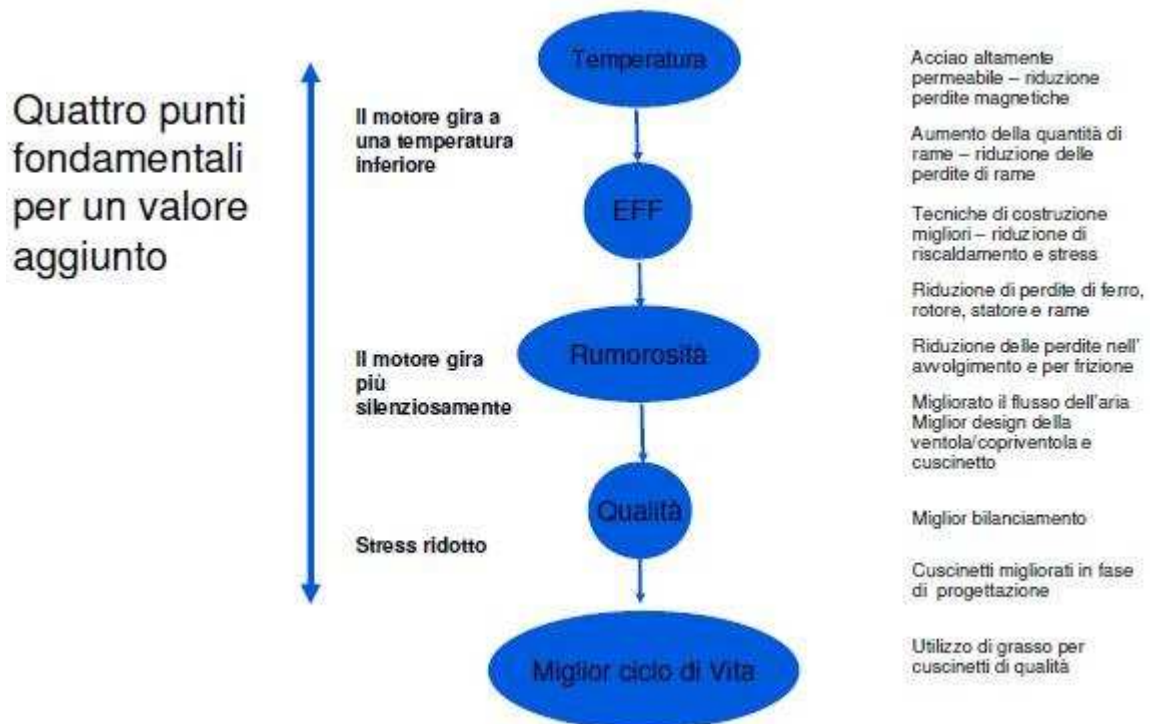 Quattro punti
fondamentali
per un valore
aggiunto
Il motore gira a
una temperatura
inferiore
Il motore gira
più
silenziosamente
Stress ridotto
Temperatura
EFF
Rumorosità
Qualità
Miglior ciclo di Vita
Acciao altamente
permeabile – riduzione
perdite magnetiche
Aumento della quantità di
rame – riduzione delle
perdite di rame
Tecniche di costruzione
migliori – riduzione di
riscaldamento e stress
Riduzione di perdite di ferro,
rotore, statore e rame
Riduzione delle perdite nell'
avvolgimento e per frizione
Migliorato il flusso dell'aria
Miglior design della
ventola/copriventola e
cuscinetto
Miglior bilanciamento
Cuscinetti migliorati in fase
di progettazione
Utilizzo di grasso per
cuscinetti di qualità